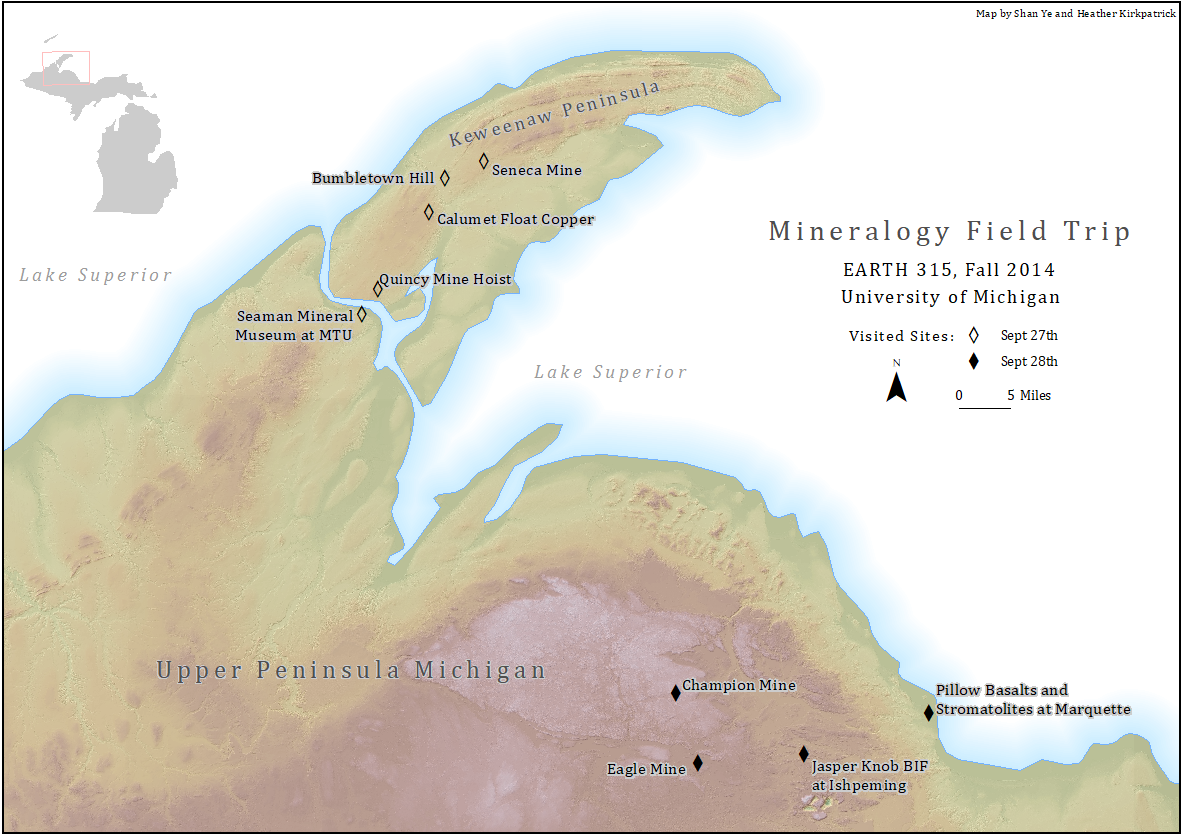 Map by Shan Ye and Heather Kirkpatrick
Keweenaw Peninsula
Seneca Mine
Bumbletown Hill
Calumet Float Copper
Mineralogy Field Trip
EARTH 315, Fall 2014
University of Michigan
Lake Superior
Quincy Mine Hoist
Seaman Mineral
Museum at MTU
Visited Sites:
Sept 27th
Sept 28th
N
0 5 Miles
Lake Superior
Upper Peninsula Michigan
Champion Mine
Pillow Basalts and
Stromatolites at Marquette
Eagle Mine
Jasper Knob BIF
at Ishpeming